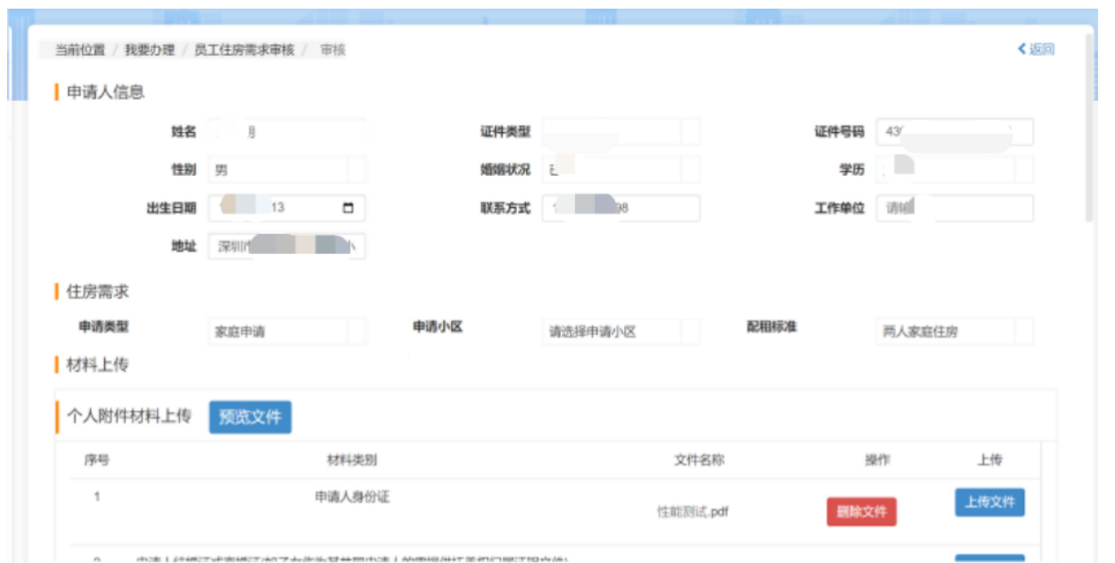 当前位置 / 我要办理 / 员工住房需求审核 / 审核
返回
申请人信息
姓名 证件类型 证件号码 43
性别 男 婚姻状况 学历
出生日期 13 联系方式 98 工作单位 请输
地址 深圳市
住房需求
申请类型 家庭申请 申请小区 请选择申请小区 配租标准 两人家庭住房
材料上传
个人附件材料上传 预览文件
序号 材料类别 文件名称 操作 上传
1 申请人身份证 性能测试.pdf 删除文件 上传文件